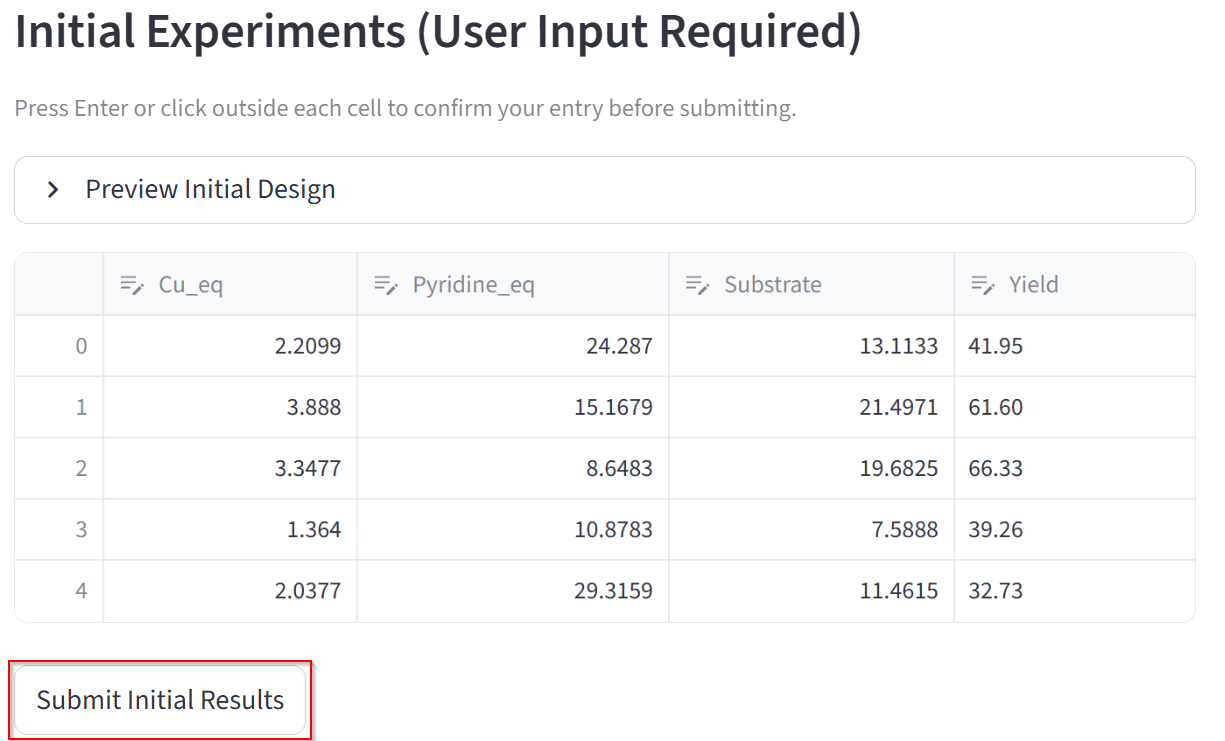 Initial Experiments (User Input Required)
Press Enter or click outside each cell to confirm your entry before submitting.
Preview Initial Design
Cu_eq Pyridine_eq Substrate Yield
0 2.2099 24.287 13.1133 41.95
1 3.888 15.1679 21.4971 61.60
2 3.3477 8.6483 19.6825 66.33
3 1.364 10.8783 7.5888 39.26
4 2.0377 29.3159 11.4615 32.73
Submit Initial Results